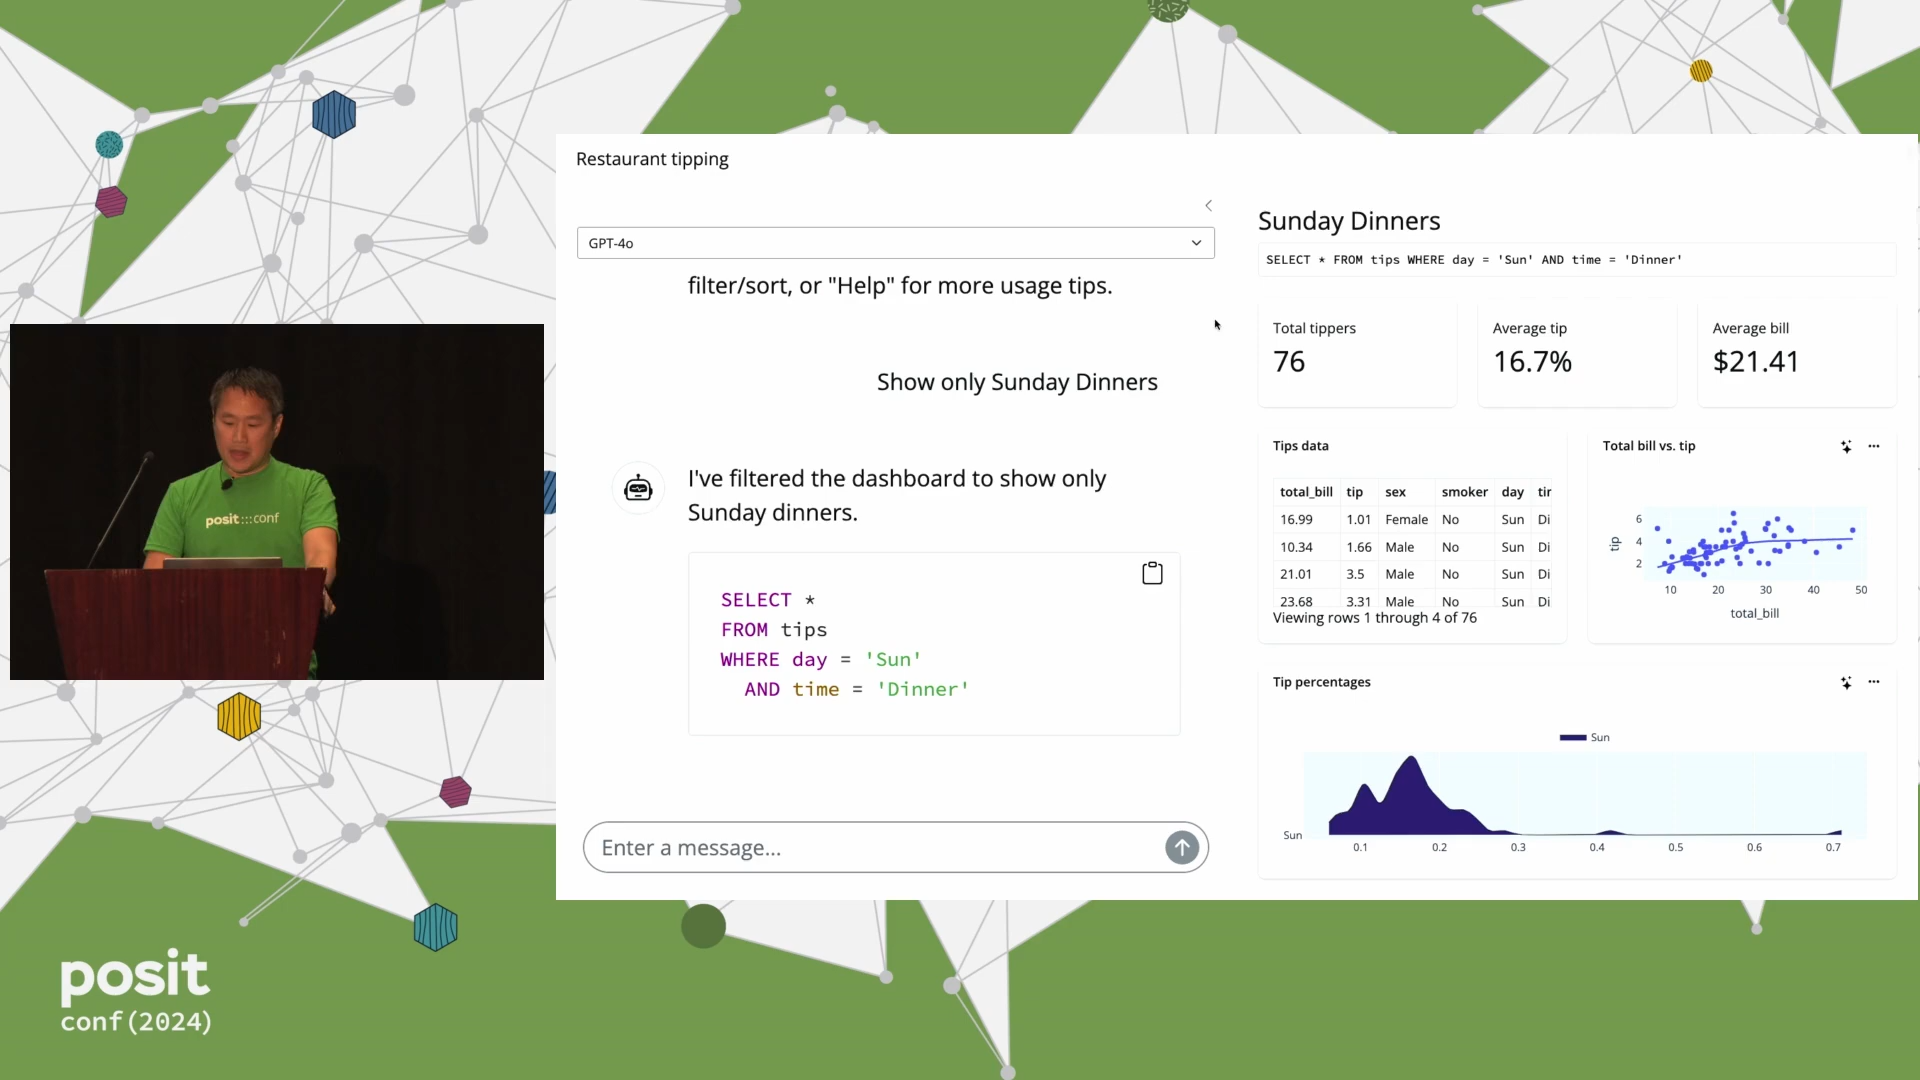 Restaurant tipping
GPT-4o
filter/sort, or "Help" for more usage tips.
Show only Sunday Dinners
I've filtered the dashboard to show only
Sunday dinners.
SELECT *
FROM tips
WHERE day = 'Sun'
AND time = 'Dinner'
Enter a message...
Sunday Dinners
SELECT * FROM tips WHERE day = 'Sun' AND time = 'Dinner'
Total tippers
76
Average tip
16.7%
Average bill
$21.41
Tips data
total_bill tip sex smoker day tir
16.99 1.01 Female No Sun Di
10.34 1.66 Male No Sun Di
21.01 3.5 Male No Sun Di
23.68 3.31 Male No Sun Di
Viewing rows 1 through 4 of 76
Total bill vs. tip
tip
6
4
2
10 20 30 40 50
total_bill
Tip percentages
Sun
Sun
0.1 0.2 0.3 0.4 0.5 0.6 0.7
posit:::conf
posit
conf(2024)